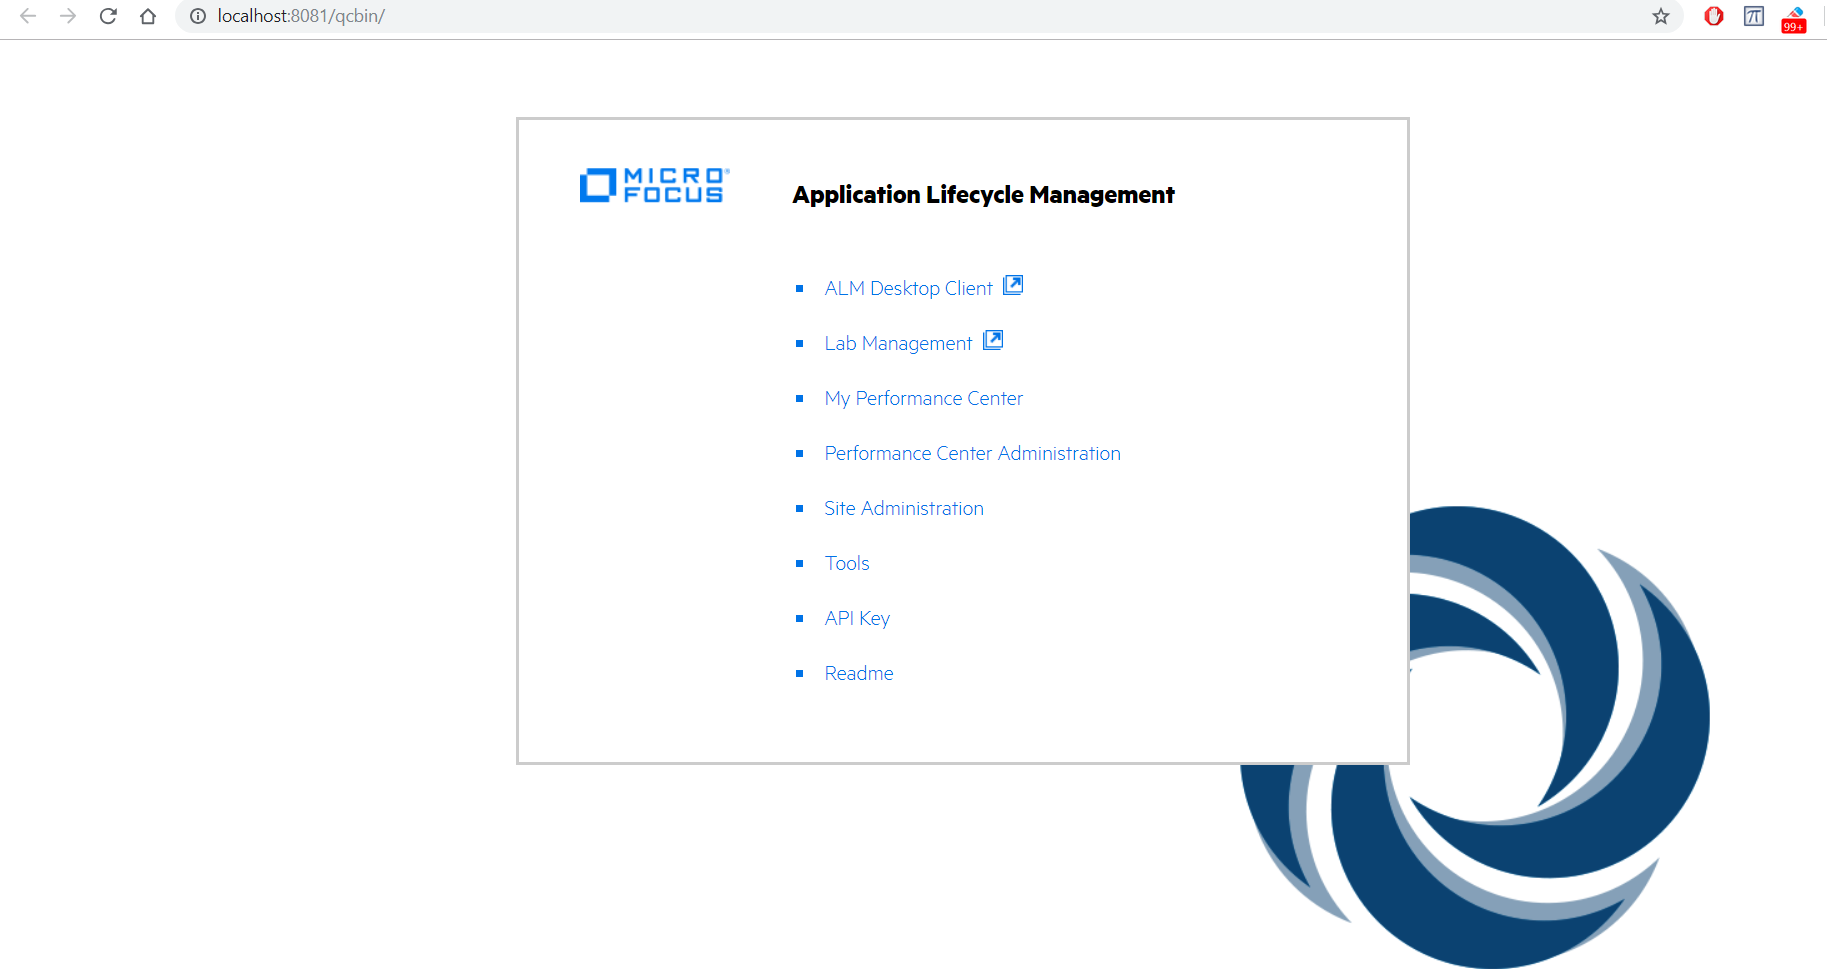 localhost:8081/qcbin/
99+
MICRO
FOCUS
Application Lifecycle Management
ALM Desktop Client
Lab Management
My Performance Center
Performance Center Administration
Site Administration
Tools
API Key
Readme